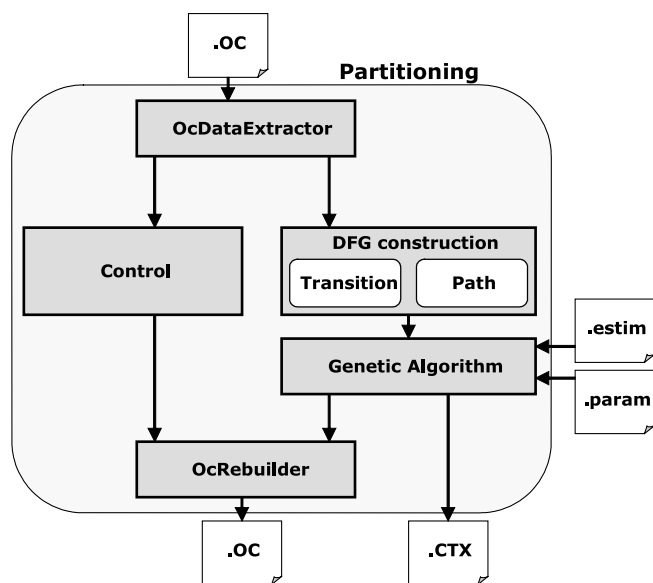 .OC
Partitioning
OcDataExtractor
Control
DFG construction
Transition
Path
.estim
Genetic Algorithm
.param
OcRebuilder
.OC
.CTX